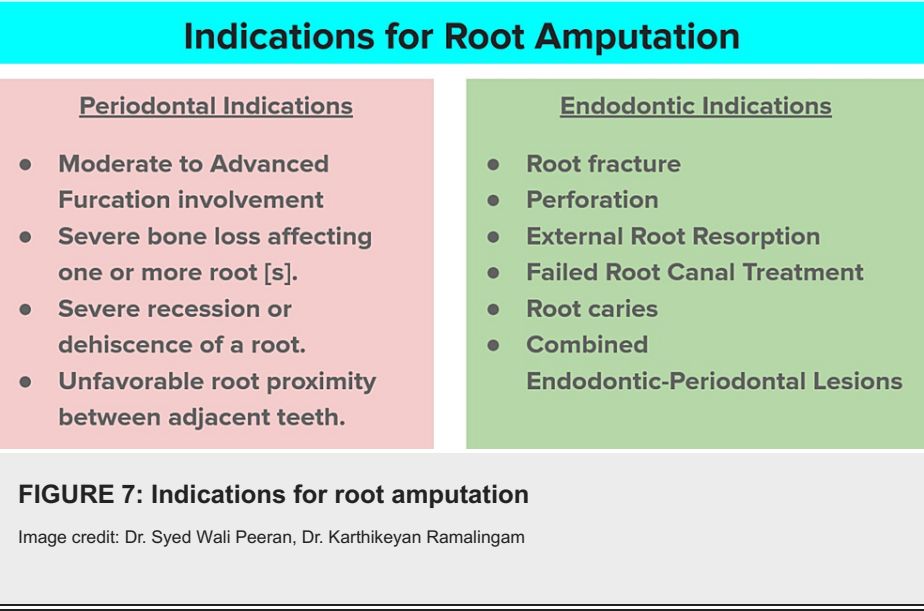 Indications for Root Amputation
Periodontal Indications
● Moderate to Advanced
Furcation involvement
● Severe bone loss affecting
one or more root [s].
● Severe recession or
dehiscence of a root.
● Unfavorable root proximity
between adjacent teeth.
Endodontic Indications
● Root fracture
● Perforation
● External Root Resorption
● Failed Root Canal Treatment
● Root caries
● Combined
Endodontic-Periodontal Lesions
FIGURE 7: Indications for root amputation
Image credit: Dr. Syed Wali Peeran, Dr. Karthikeyan Ramalingam